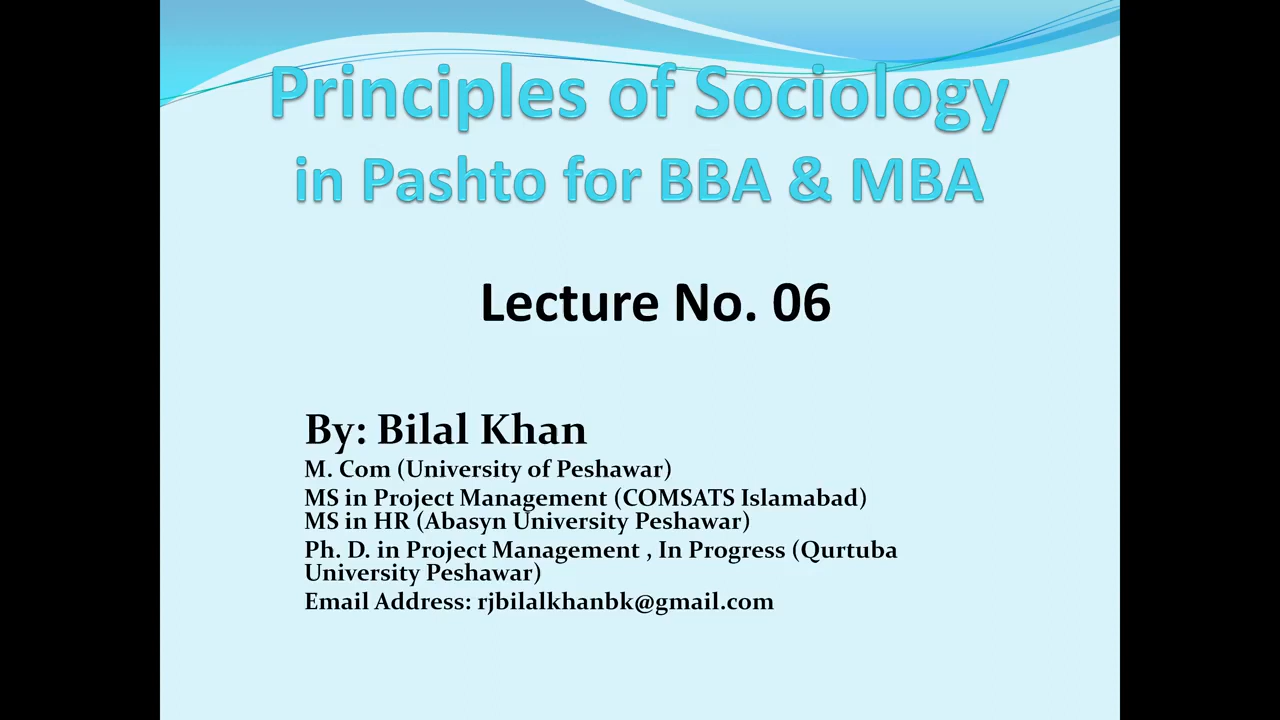 Principles of Sociology
in Pashto for BBA & MBA
Lecture No. 06
By: Bilal Khan
M. Com (University of Peshawar)
MS in Project Management (COMSATS Islamabad)
MS in HR (Abasyn University Peshawar)
Ph. D. in Project Management , In Progress (Qurtuba
University Peshawar)
Email Address: rjbilalkhanbk@gmail.com